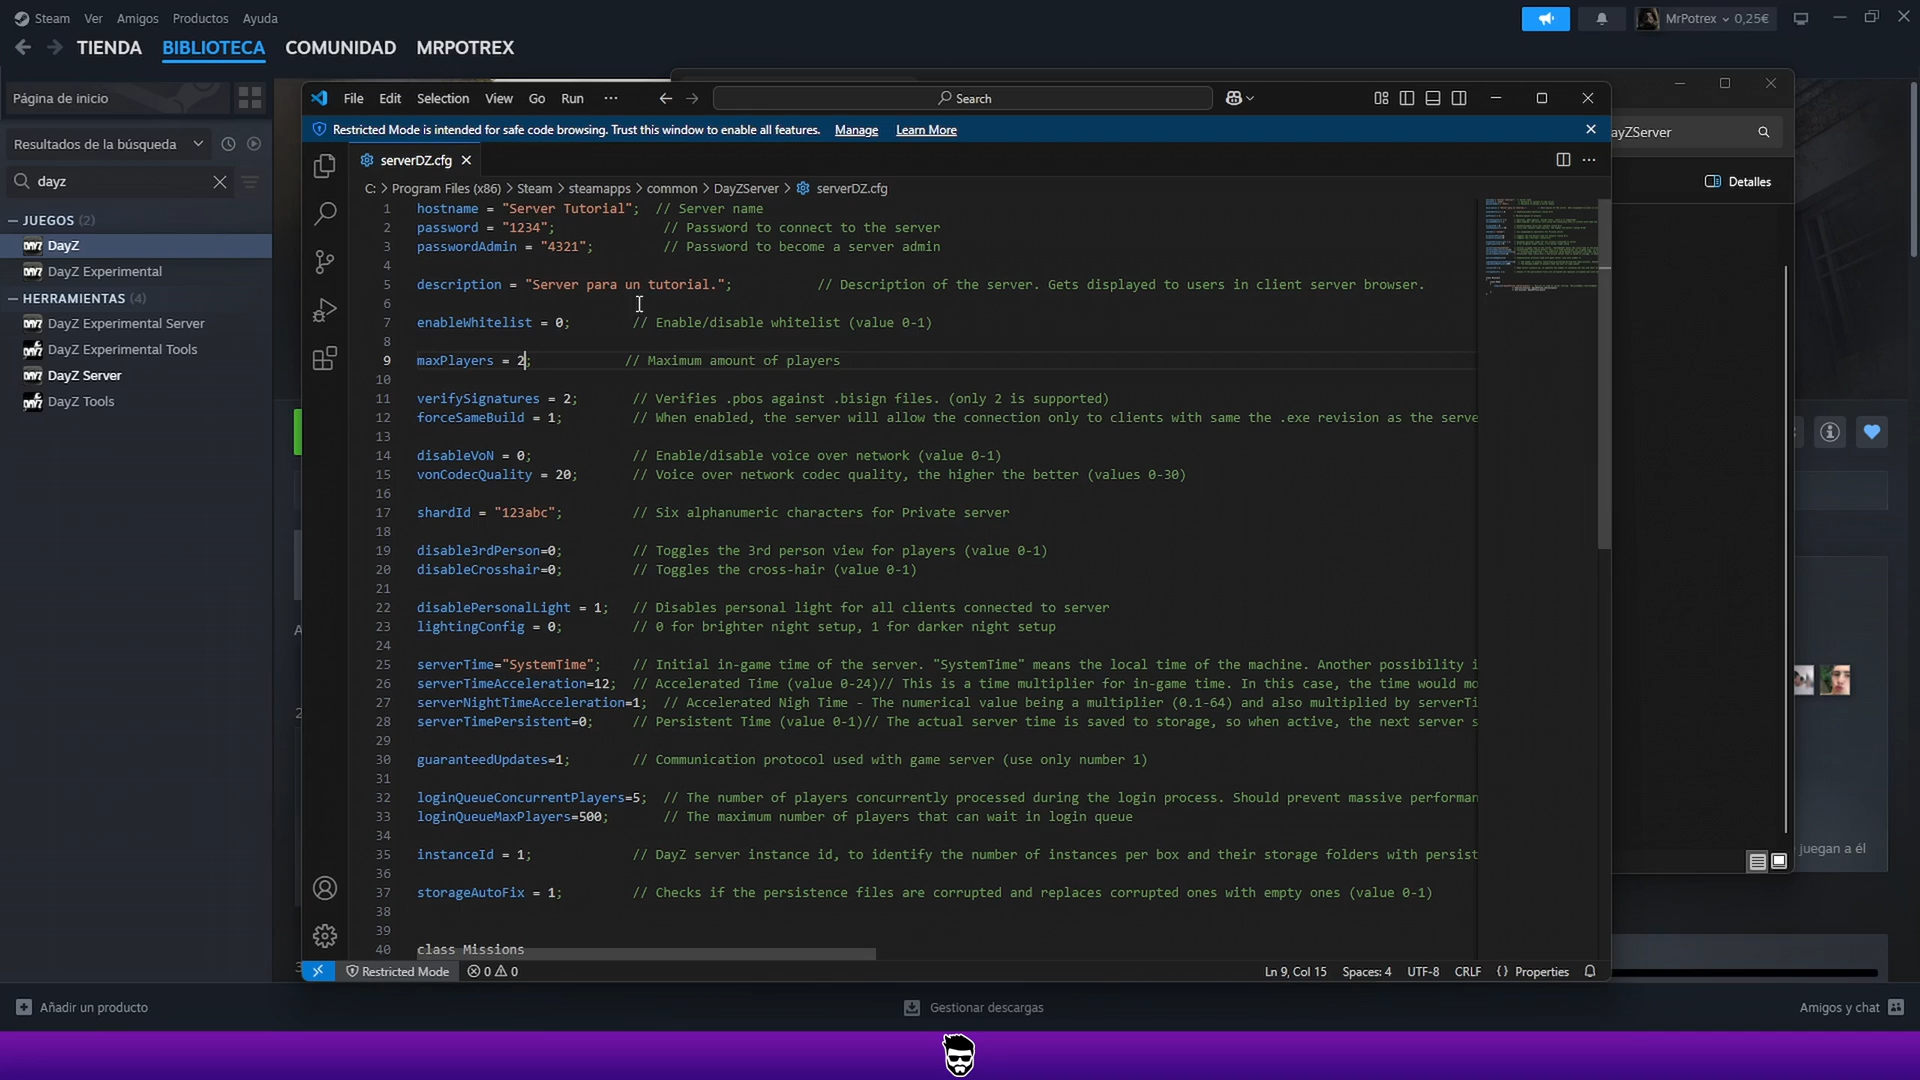 Steam Ver Amigos Productos Ayuda
MrPotrex 0,25€
TIENDA BIBLIOTECA COMUNIDAD MRPOTREX
Página de inicio
Resultados de la búsqueda
dayz
JUEGOS (2)
DayZ
DayZ Experimental
HERRAMIENTAS (4)
DayZ Experimental Server
DayZ Experimental Tools
DayZ Server
DayZ Tools
File Edit Selection View Go Run ··· Search
Restricted Mode is intended for safe code browsing. Trust this window to enable all features. Manage Learn More
serverDZ.cfg
C: > Program Files (x86) > Steam > steamapps > common > DayZServer > serverDZ.cfg
1 hostname = "Server Tutorial"; // Server name
2 password = "1234"; // Password to connect to the server
3 passwordAdmin = "4321"; // Password to become a server admin
4
5 description = "Server para un tutorial."; // Description of the server. Gets displayed to users in client server browser.
6
7 enableWhitelist = 0; // Enable/disable whitelist (value 0-1)
8
9 maxPlayers = 2; // Maximum amount of players
10
11 verifySignatures = 2; // Verifies .pbos against .bisign files. (only 2 is supported)
12 forceSameBuild = 1; // When enabled, the server will allow the connection only to clients with same the .exe revision as the serve
13
14 disableVoN = 0; // Enable/disable voice over network (value 0-1)
15 vonCodecQuality = 20; // Voice over network codec quality, the higher the better (values 0-30)
16
17 shardId = "123abc"; // Six alphanumeric characters for Private server
18
19 disable3rdPerson=0; // Toggles the 3rd person view for players (value 0-1)
20 disableCrosshair=0; // Toggles the cross-hair (value 0-1)
21
22 disablePersonalLight = 1; // Disables personal light for all clients connected to server
23 lightingConfig = 0; // 0 for brighter night setup, 1 for darker night setup
24
25 serverTime="SystemTime"; // Initial in-game time of the server. "SystemTime" means the local time of the machine. Another possibility i
26 serverTimeAcceleration=12; // Accelerated Time (value 0-24)// This is a time multiplier for in-game time. In this case, the time would mo
27 serverNightTimeAcceleration=1; // Accelerated Nigh Time - The numerical value being a multiplier (0.1-64) and also multiplied by serverTi
28 serverTimePersistent=0; // Persistent Time (value 0-1)// The actual server time is saved to storage, so when active, the next server s
29
30 guaranteedUpdates=1; // Communication protocol used with game server (use only number 1)
31
32 loginQueueConcurrentPlayers=5; // The number of players concurrently processed during the login process. Should prevent massive performan
33 loginQueueMaxPlayers=500; // The maximum number of players that can wait in login queue
34
35 instanceId = 1; // DayZ server instance id, to identify the number of instances per box and their storage folders with persist
36
37 storageAutoFix = 1; // Checks if the persistence files are corrupted and replaces corrupted ones with empty ones (value 0-1)
38
39
40 class Missions
Restricted Mode 0 0 Ln 9, Col 15 Spaces: 4 UTF-8 CRLF {} Properties
ayZServer
Detalles
juegan a él
Añadir un producto Gestionar descargas Amigos y chat